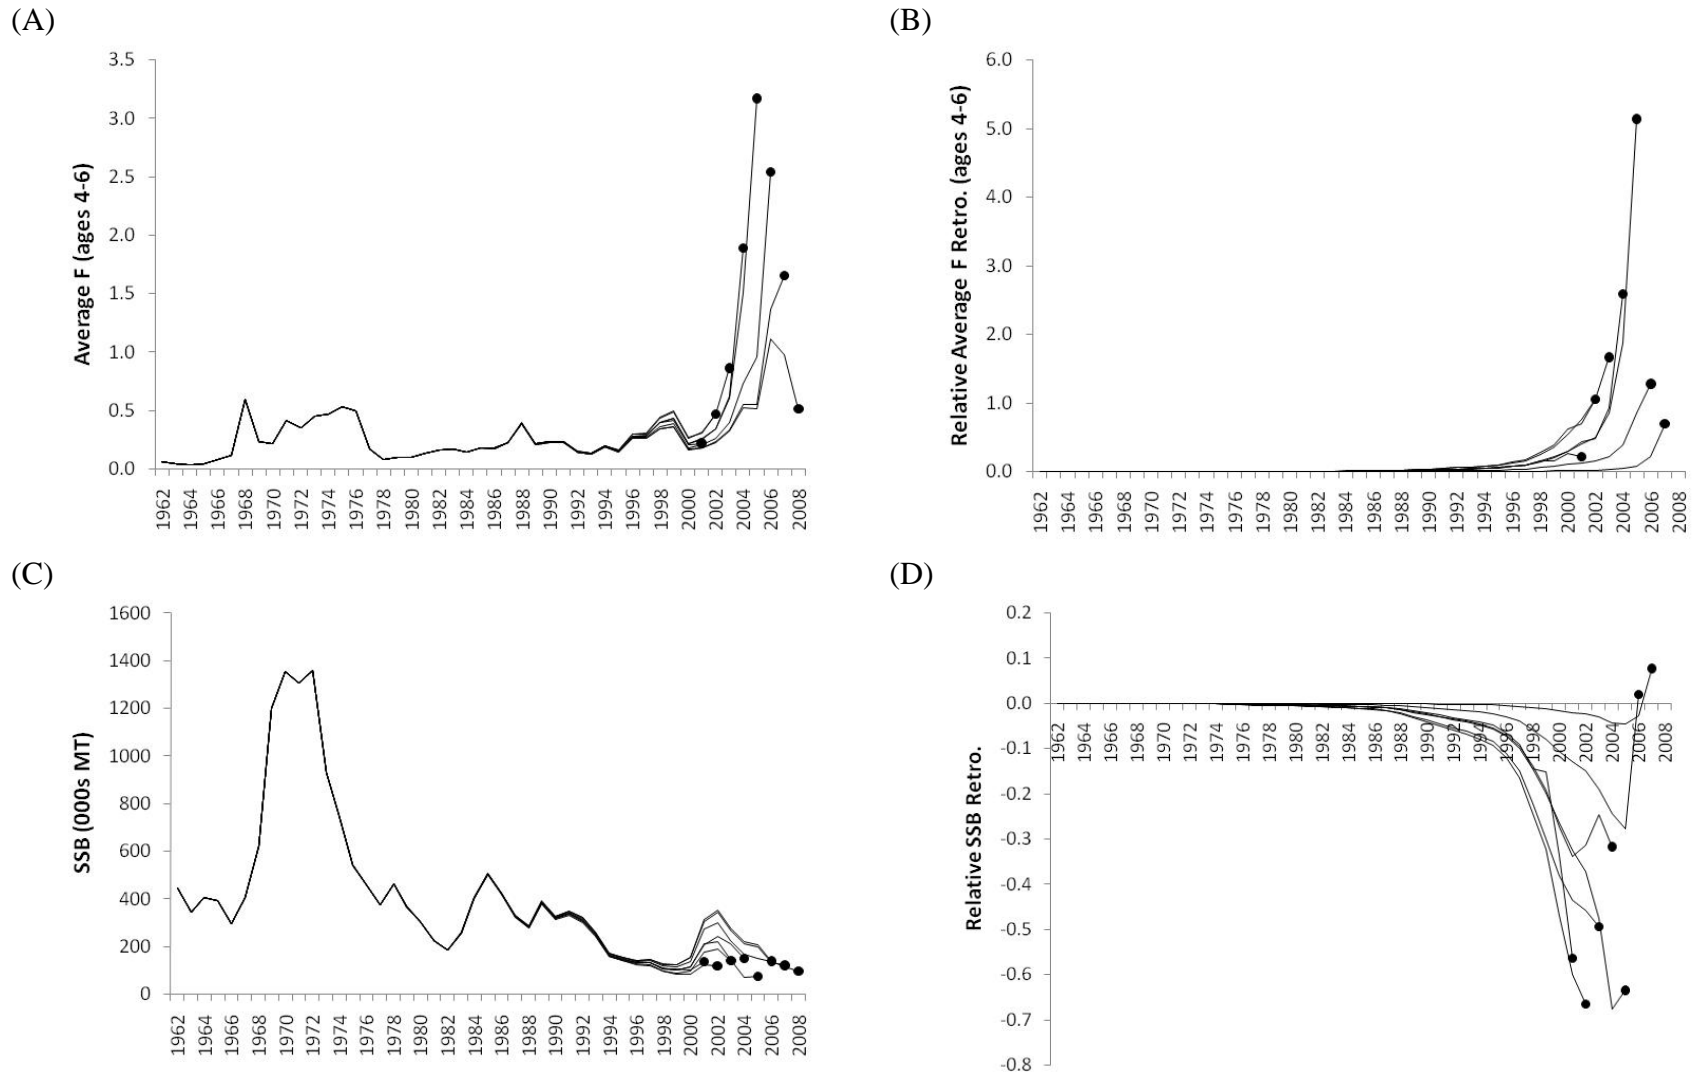 (A)
(B)
Average F (ages 4-6)
3.5
3.0
2.5
2.0
1.5
1.0
0.5
0.0
1962 1964 1966 1968 1970 1972 1974 1976 1978 1980 1982 1984 1986 1988 1990 1992 1994 1996 1998 2000 2002 2004 2006 2008
Relative Average F Retro. (ages 4-6)
6.0
5.0
4.0
3.0
2.0
1.0
0.0
1962 1964 1966 1968 1970 1972 1974 1976 1978 1980 1982 1984 1986 1988 1990 1992 1994 1996 1998 2000 2002 2004 2006 2008
(C)
(D)
SSB (000s MT)
1600
1400
1200
1000
800
600
400
200
0
1962 1964 1966 1968 1970 1972 1974 1976 1978 1980 1982 1984 1986 1988 1990 1992 1994 1996 1998 2000 2002 2004 2006 2008
Relative SSB Retro.
0.2
0.1
0.0
-0.1
-0.2
-0.3
-0.4
-0.5
-0.6
-0.7
-0.8
1962 1964 1966 1968 1970 1972 1974 1976 1978 1980 1982 1984 1986 1988 1990 1992 1994 1996 1998 2000 2002 2004 2006 2008